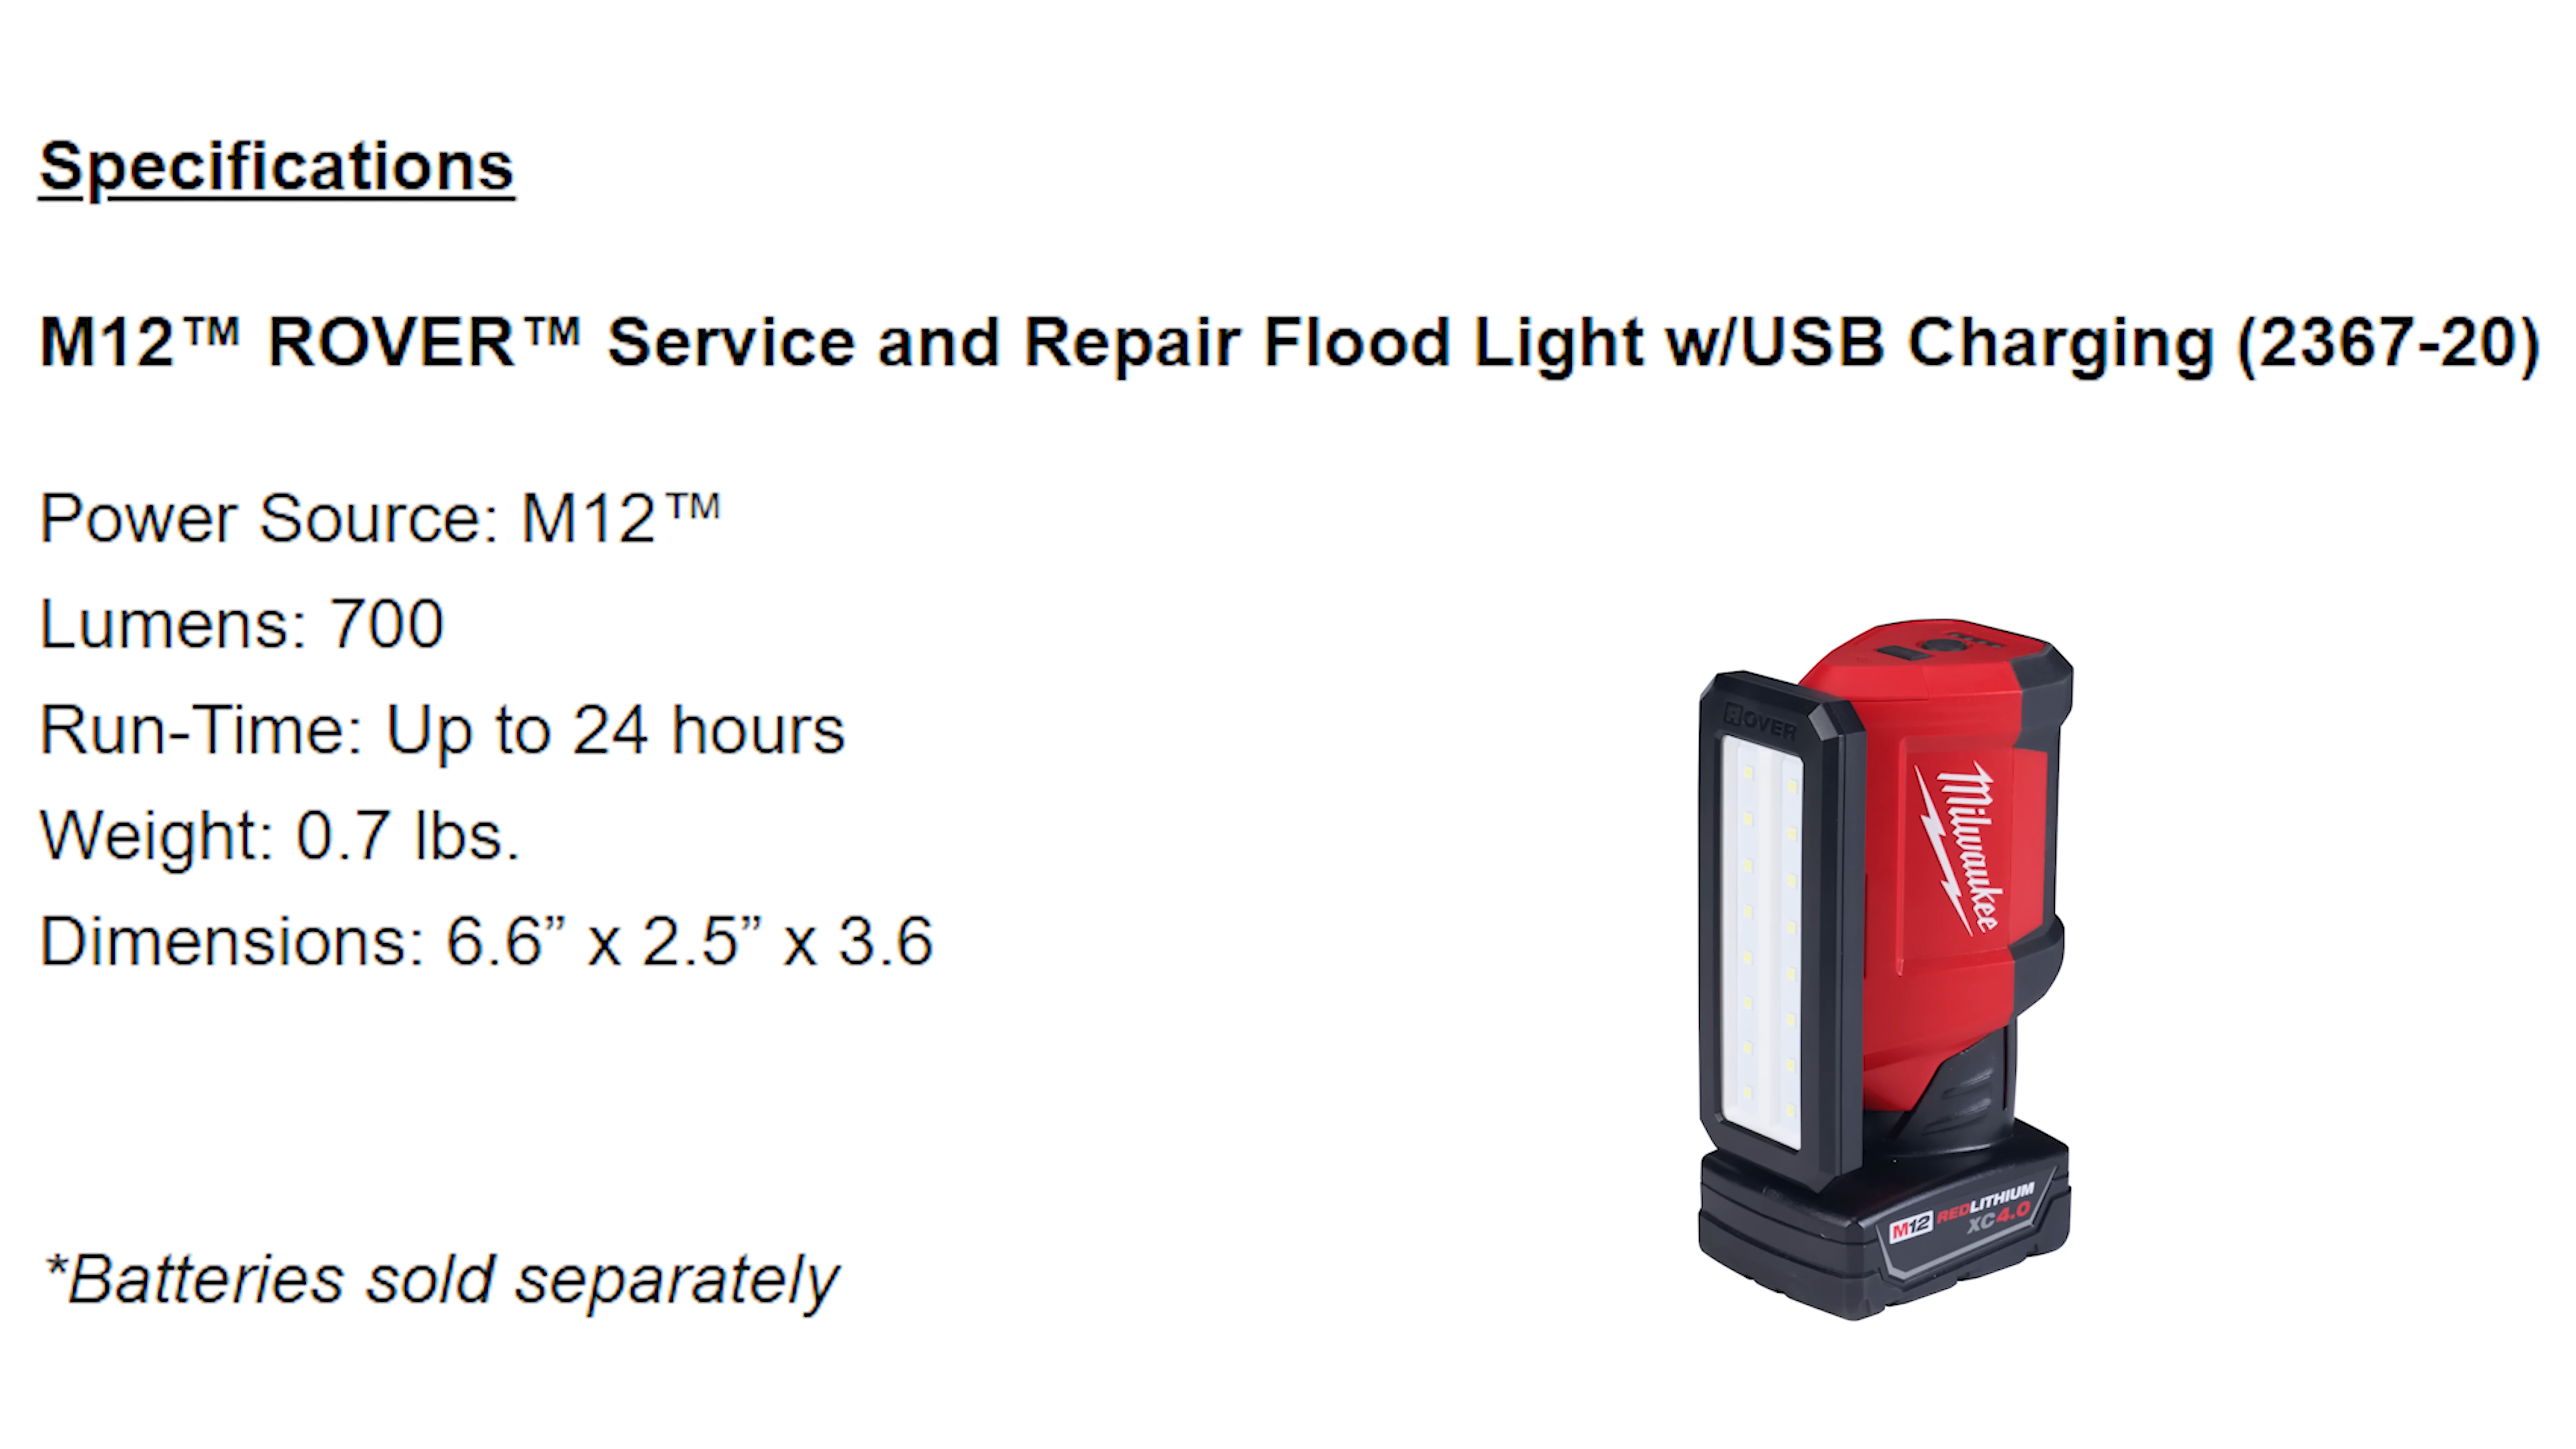 Specifications
M12™ ROVER™ Service and Repair Flood Light w/USB Charging (2367-20)
Power Source: M12™
Lumens: 700
Run-Time: Up to 24 hours
Weight: 0.7 lbs.
Dimensions: 6.6” x 2.5” x 3.6
*Batteries sold separately
ROVER
Milwaukee
M12 REDLITHIUM
XC4.0